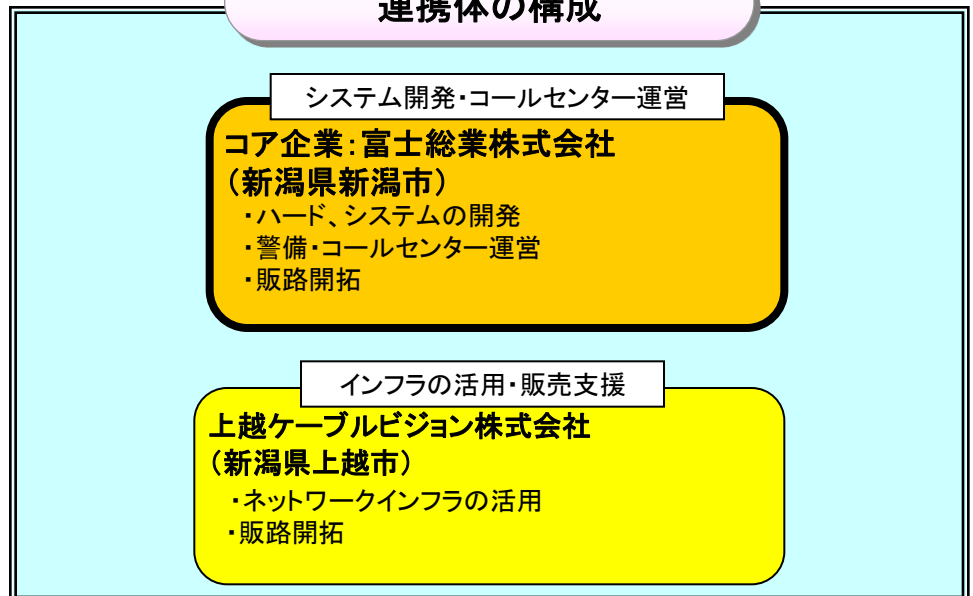 連携体の構成
システム開発・コールセンター運営
コア企業：富士総業株式会社
（新潟県新潟市）
・ハード、システムの開発
・警備・コールセンター運営
・販路開拓
インフラの活用・販売支援
上越ケーブルビジョン株式会社
（新潟県上越市）
・ネットワークインフラの活用
・販路開拓